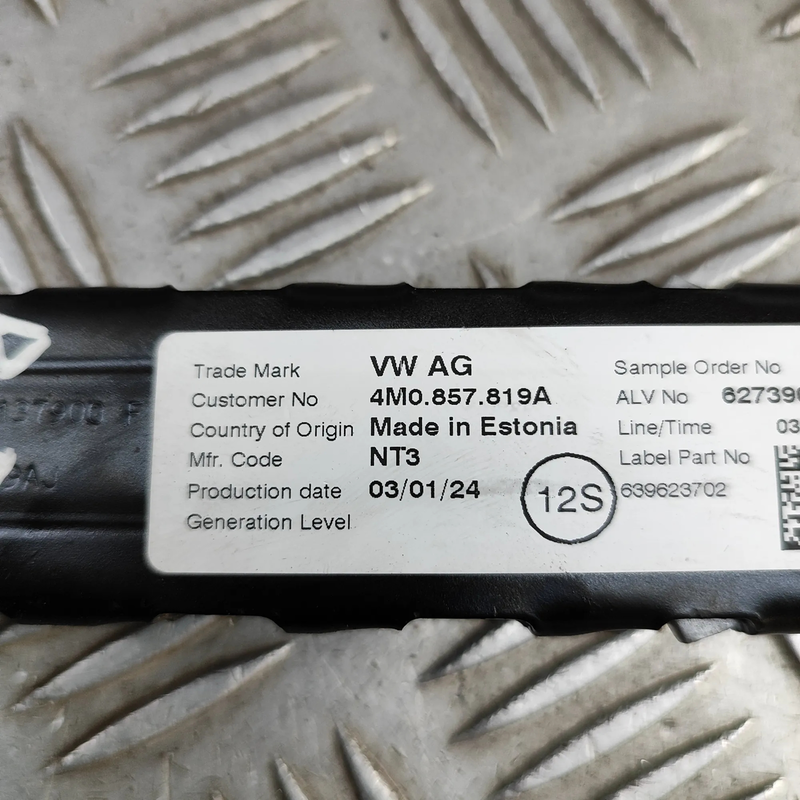 Trade Mark VW AG Sample Order No
Customer No 4M0.857.819A ALV No 627390
Country of Origin Made in Estonia Line/Time 03
Mfr. Code NT3 Label Part No
Production date 03/01/24 12S 639623702
Generation Level